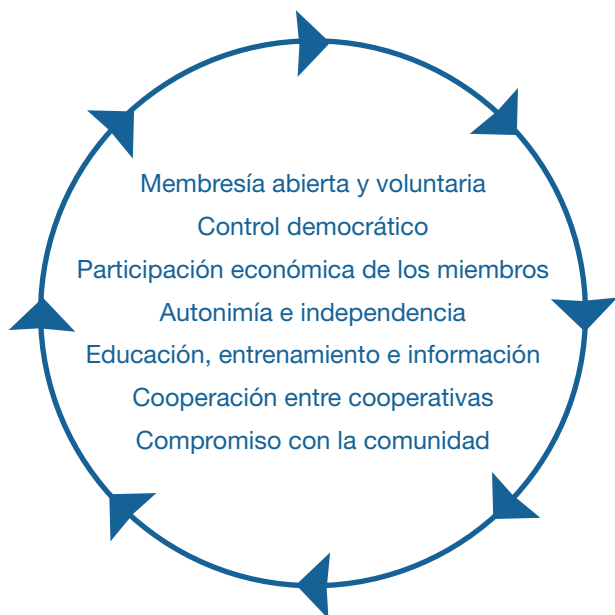 Membresía abierta y voluntaria
Control democrático
Participación económica de los miembros
Autonimía e independencia
Educación, entrenamiento e información
Cooperación entre cooperativas
Compromiso con la comunidad